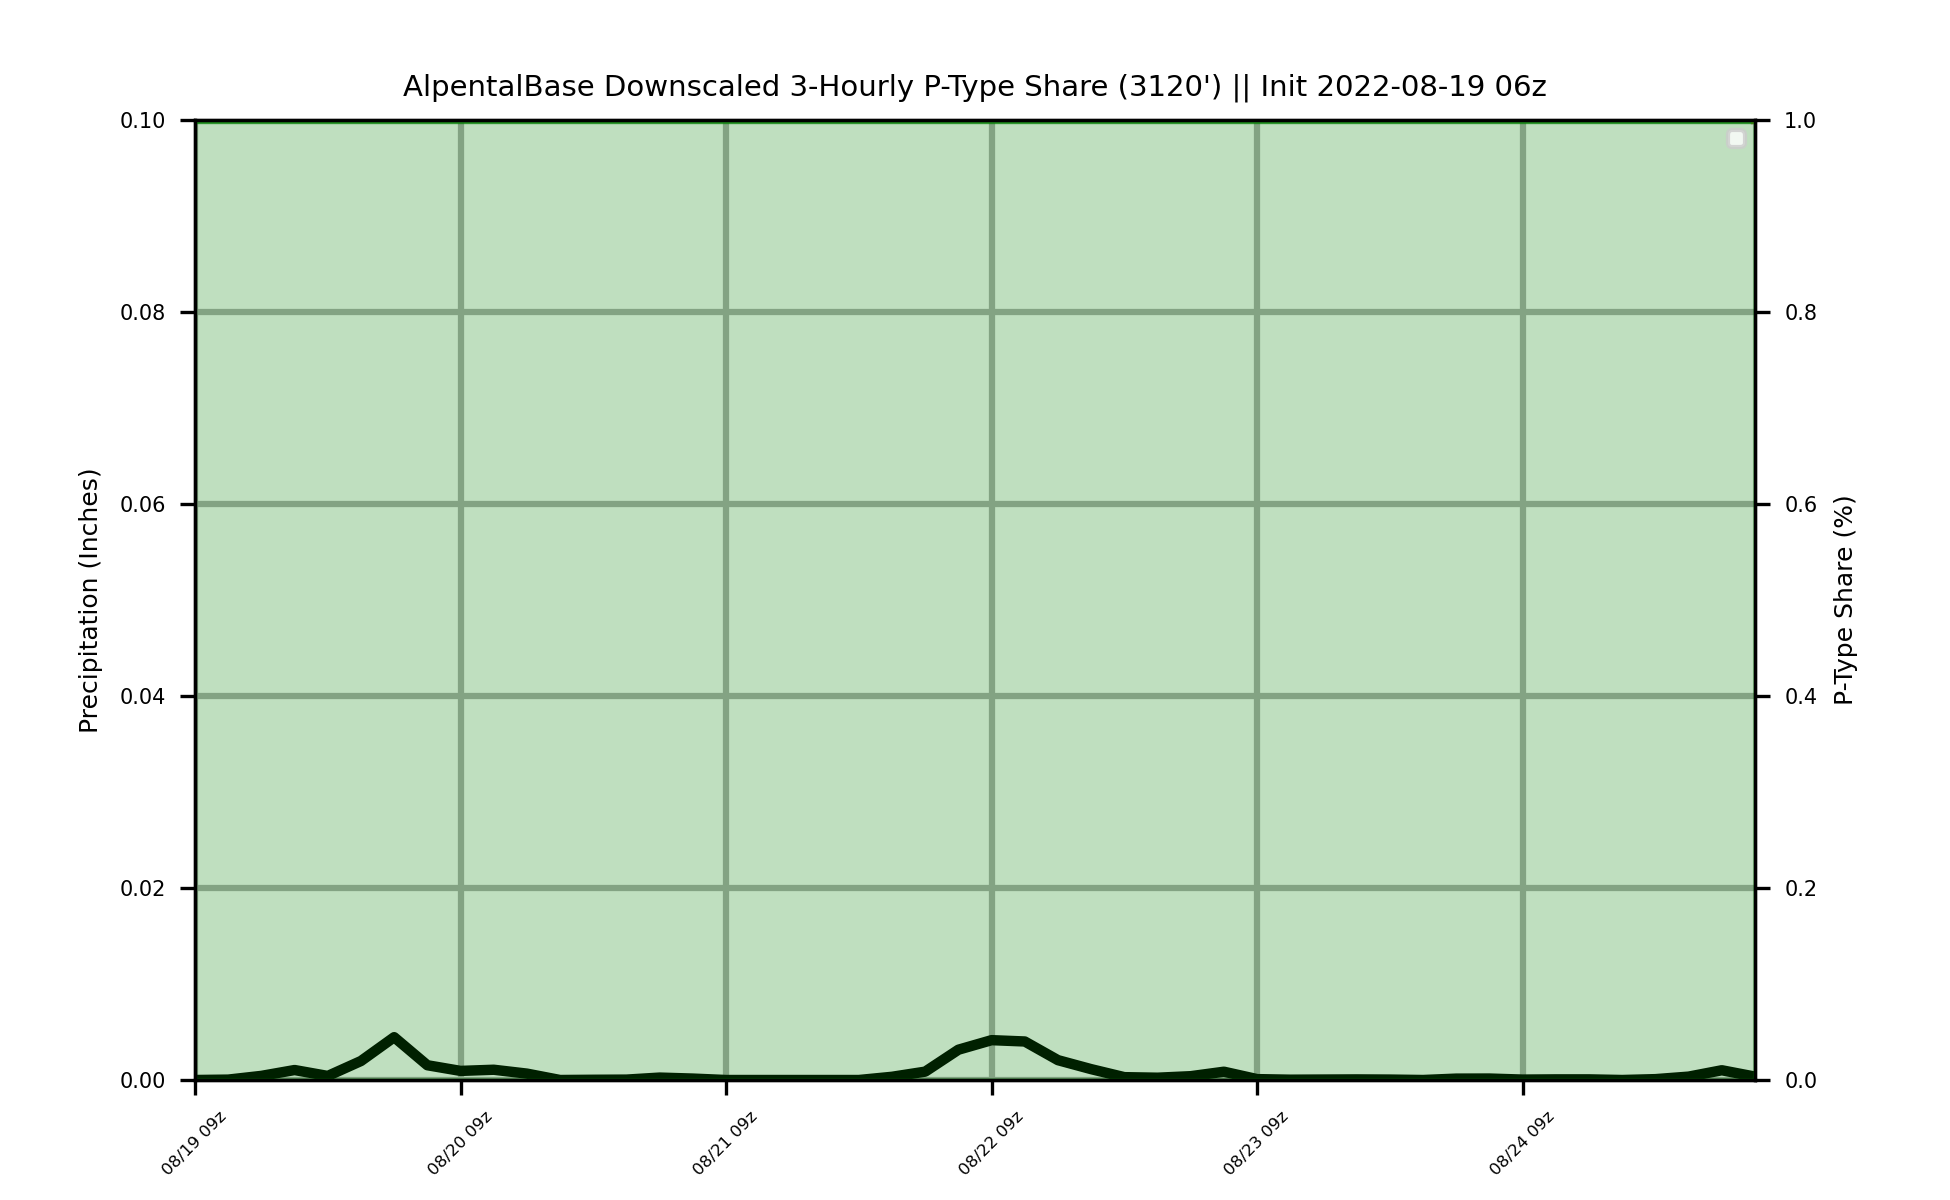 AlpentalBase Downscaled 3-Hourly P-Type Share (3120') || Init 2022-08-19 06z
Precipitation (Inches)
0.10
0.08
0.06
0.04
0.02
0.00
1.0
0.8
0.6
0.4
0.2
0.0
P-Type Share (%)
08/19 09z
08/20 09z
08/21 09z
08/22 09z
08/23 09z
08/24 09z